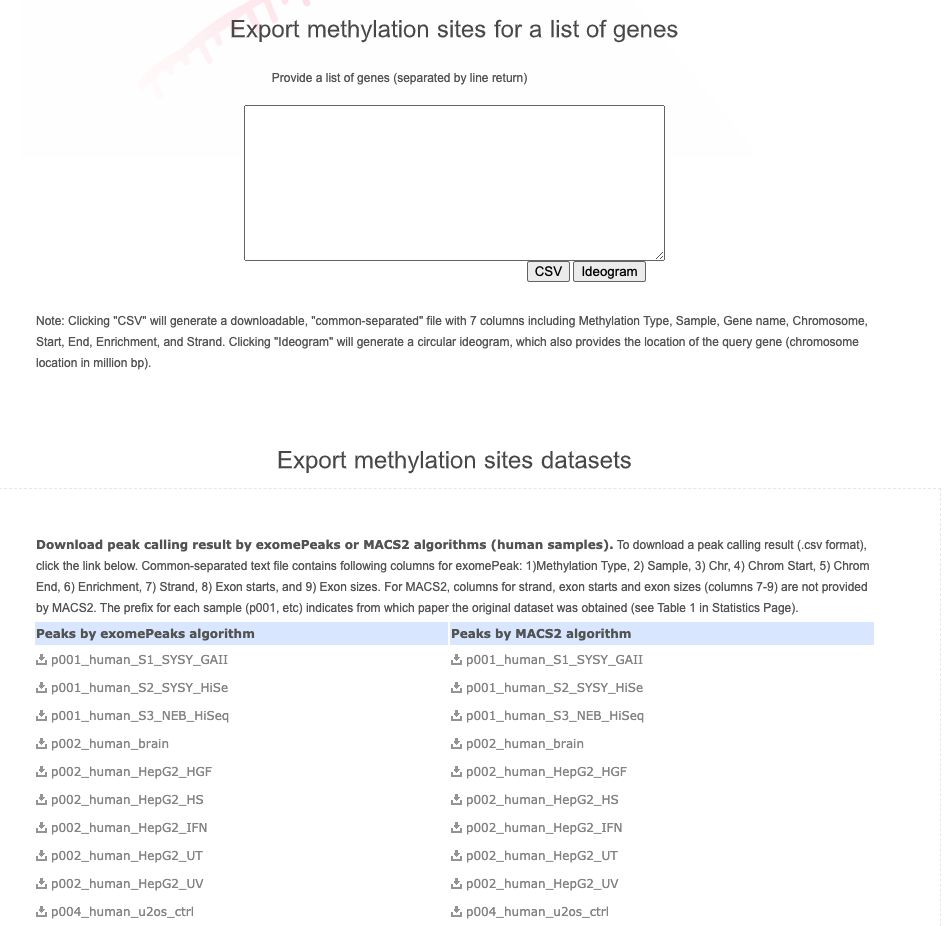 Export methylation sites for a list of genes
Provide a list of genes (separated by line return)
CSV Ideogram
Note: Clicking "CSV" will generate a downloadable, "common-separated" file with 7 columns including Methylation Type, Sample, Gene name, Chromosome,
Start, End, Enrichment, and Strand. Clicking "Ideogram" will generate a circular ideogram, which also provides the location of the query gene (chromosome
location in million bp).
Export methylation sites datasets
Download peak calling result by exomePeaks or MACS2 algorithms (human samples). To download a peak calling result (.csv format),
click the link below. Common-separated text file contains following columns for exomePeak: 1)Methylation Type, 2) Sample, 3) Chr, 4) Chrom Start, 5) Chrom
End, 6) Enrichment, 7) Strand, 8) Exon starts, and 9) Exon sizes. For MACS2, columns for strand, exon starts and exon sizes (columns 7-9) are not provided
by MACS2. The prefix for each sample (p001, etc) indicates from which paper the original dataset was obtained (see Table 1 in Statistics Page).
Peaks by exomePeaks algorithm Peaks by MACS2 algorithm
p001_human_S1_SYSY_GAII p001_human_S1_SYSY_GAII
p001_human_S2_SYSY_HiSe p001_human_S2_SYSY_HiSe
p001_human_S3_NEB_HiSeq p001_human_S3_NEB_HiSeq
p002_human_brain p002_human_brain
p002_human_HepG2_HGF p002_human_HepG2_HGF
p002_human_HepG2_HS p002_human_HepG2_HS
p002_human_HepG2_IFN p002_human_HepG2_IFN
p002_human_HepG2_UT p002_human_HepG2_UT
p002_human_HepG2_UV p002_human_HepG2_UV
p004_human_u2os_ctrl p004_human_u2os_ctrl